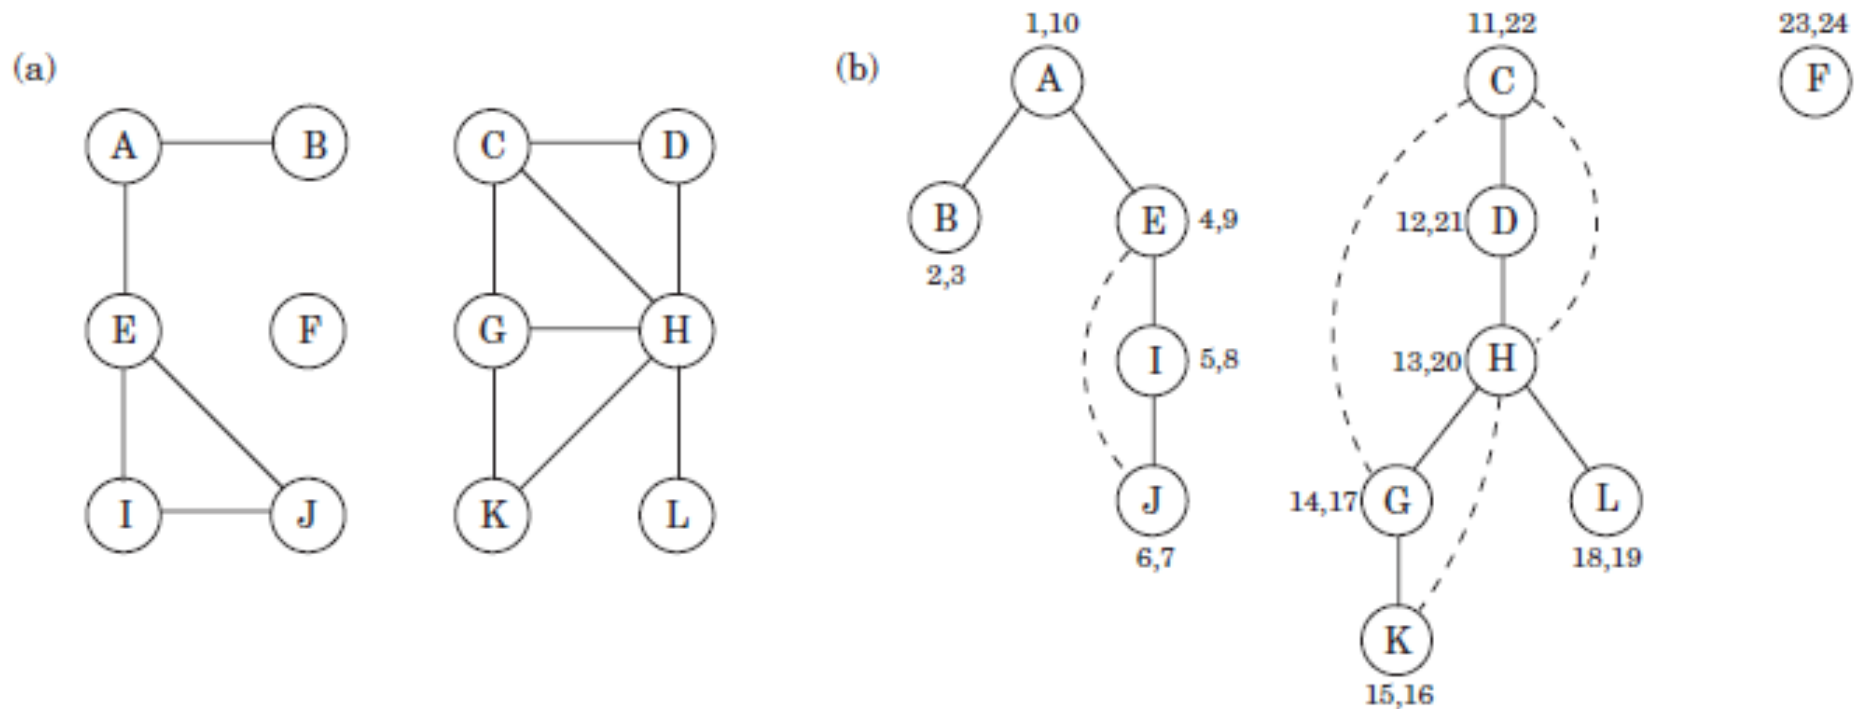 (a)
A B C D
E F G H
I J K L
(b)
1,10 11,22 23,24
A C F
B E 4,9 12,21 D
2,3
I 5,8 13,20 H
J 14,17 G L
6,7 18,19
K
15,16